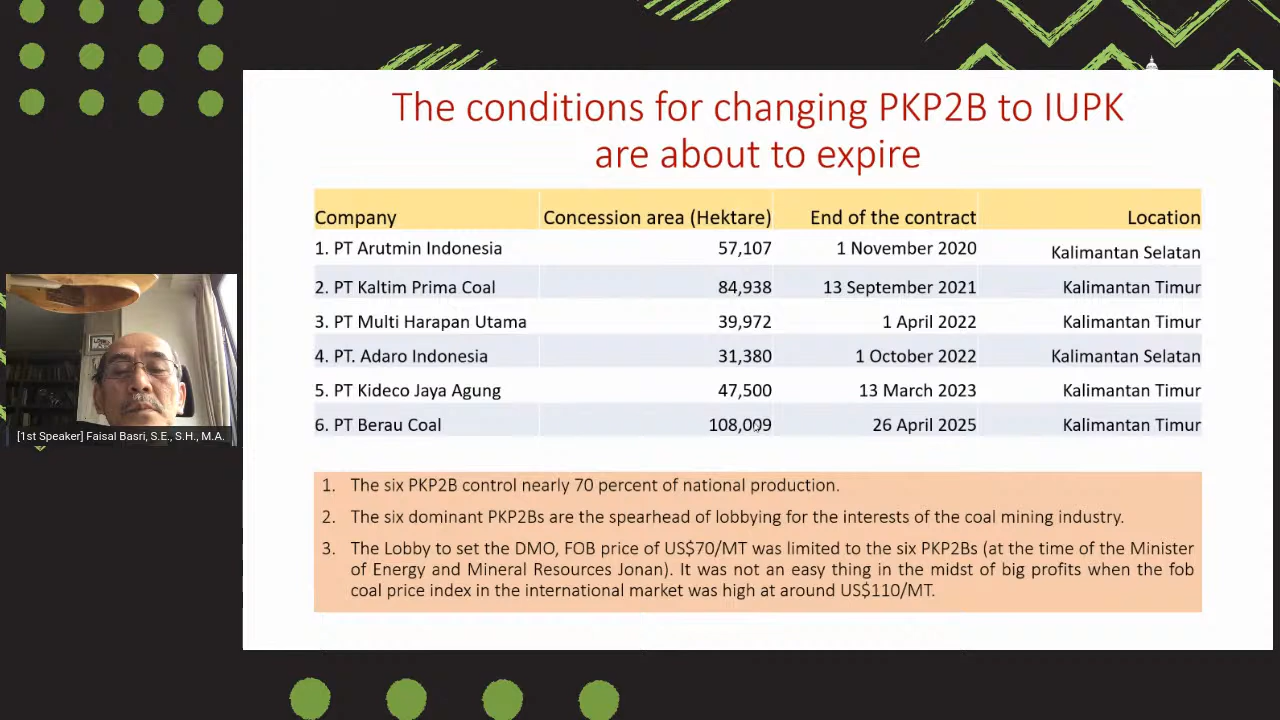 The conditions for changing PKP2B to IUPK
are about to expire
Company Concession area (Hektare) End of the contract Location
1. PT Arutmin Indonesia 57,107 1 November 2020 Kalimantan Selatan
2. PT Kaltim Prima Coal 84,938 13 September 2021 Kalimantan Timur
3. PT Multi Harapan Utama 39,972 1 April 2022 Kalimantan Timur
4. PT. Adaro Indonesia 31,380 1 October 2022 Kalimantan Selatan
5. PT Kideco Jaya Agung 47,500 13 March 2023 Kalimantan Timur
6. PT Berau Coal 108,009 26 April 2025 Kalimantan Timur
1. The six PKP2B control nearly 70 percent of national production.
2. The six dominant PKP2Bs are the spearhead of lobbying for the interests of the coal mining industry.
3. The Lobby to set the DMO, FOB price of US$70/MT was limited to the six PKP2Bs (at the time of the Minister
of Energy and Mineral Resources Jonan). It was not an easy thing in the midst of big profits when the fob
coal price index in the international market was high at around US$110/MT.
[1st Speaker] Faisal Basri, S.E., S.H., M.A.